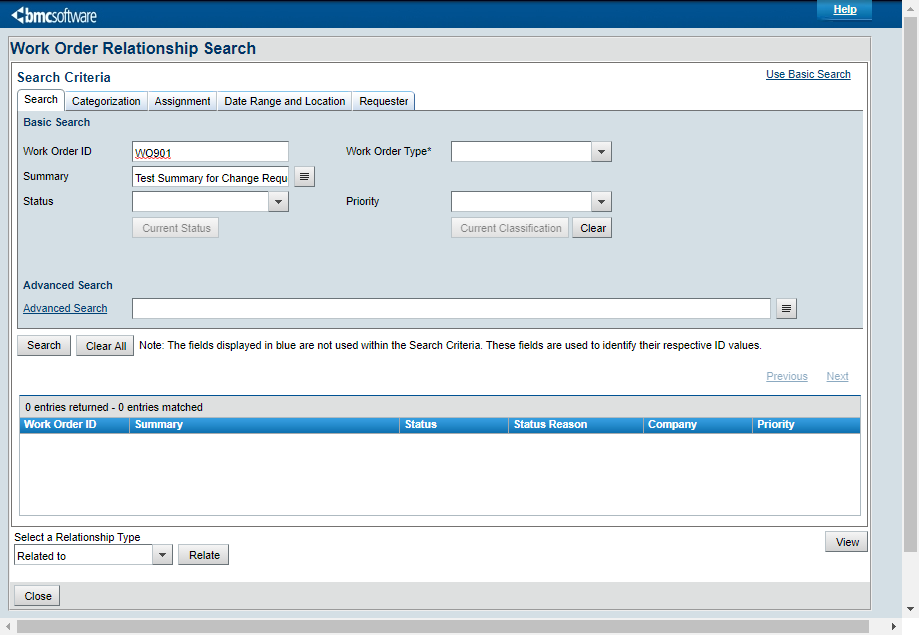 bmcsoftware
Help
Work Order Relationship Search
Search Criteria
Use Basic Search
Search Categorization Assignment Date Range and Location Requester
Basic Search
Work Order ID WO901 Work Order Type*
Summary Test Summary for Change Requ
Status Priority
Current Status Current Classification Clear
Advanced Search
Advanced Search
Search Clear All Note: The fields displayed in blue are not used within the Search Criteria. These fields are used to identify their respective ID values.
Previous Next
0 entries returned - 0 entries matched
Work Order ID Summary Status Status Reason Company Priority
Select a Relationship Type
View
Related to Relate
Close